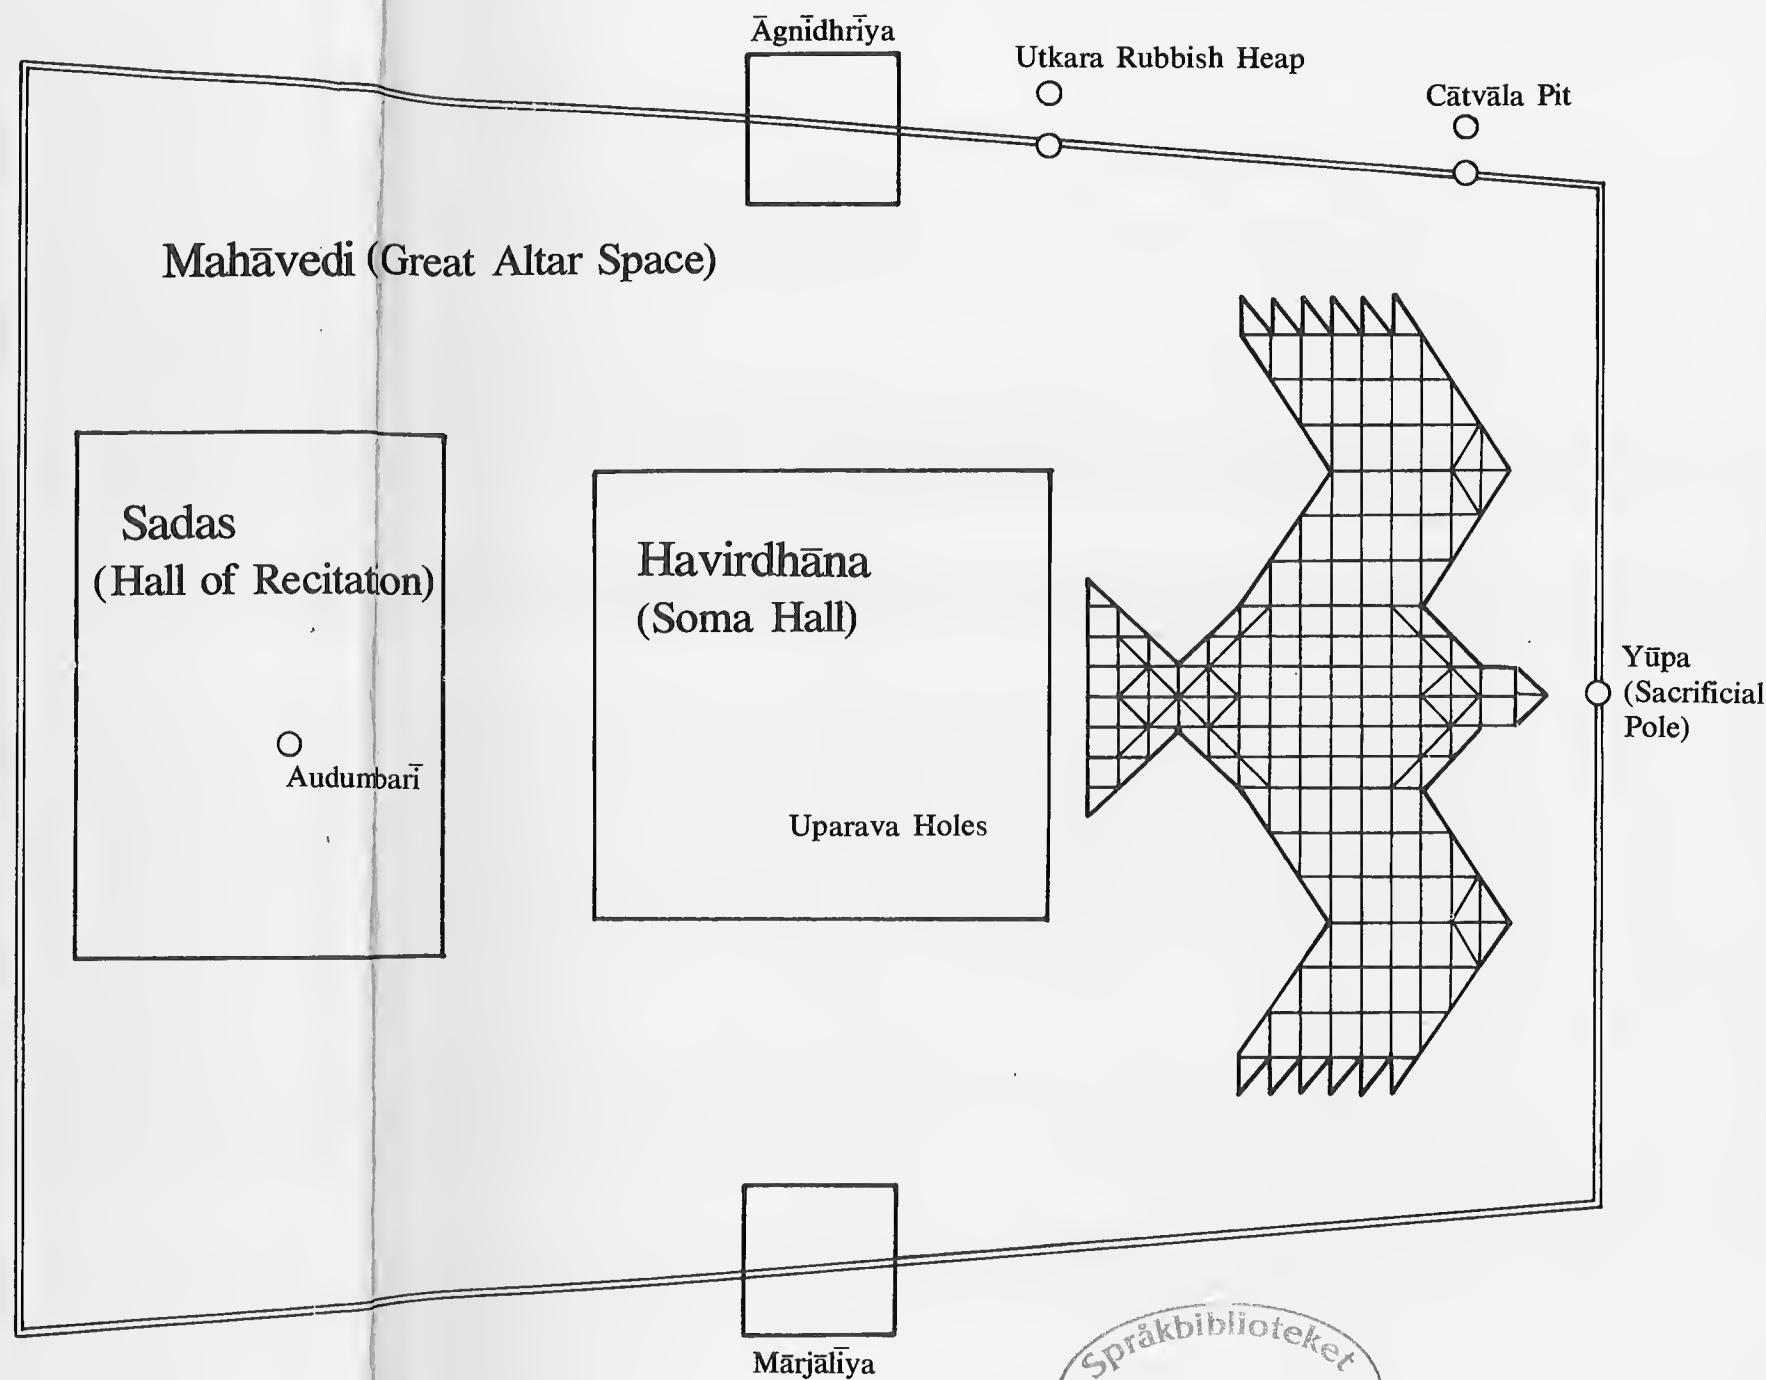 Āgnīdhrīya
Utkara Rubbish Heap
Cātvāla Pit
Mahāvedi (Great Altar Space)
Sadas
(Hall of Recitation)
Havirdhāna
(Soma Hall)
Yūpa
(Sacrificial
Pole)
Audumbarī
Uparava Holes
Mārjālīya
Språkbiblioteket